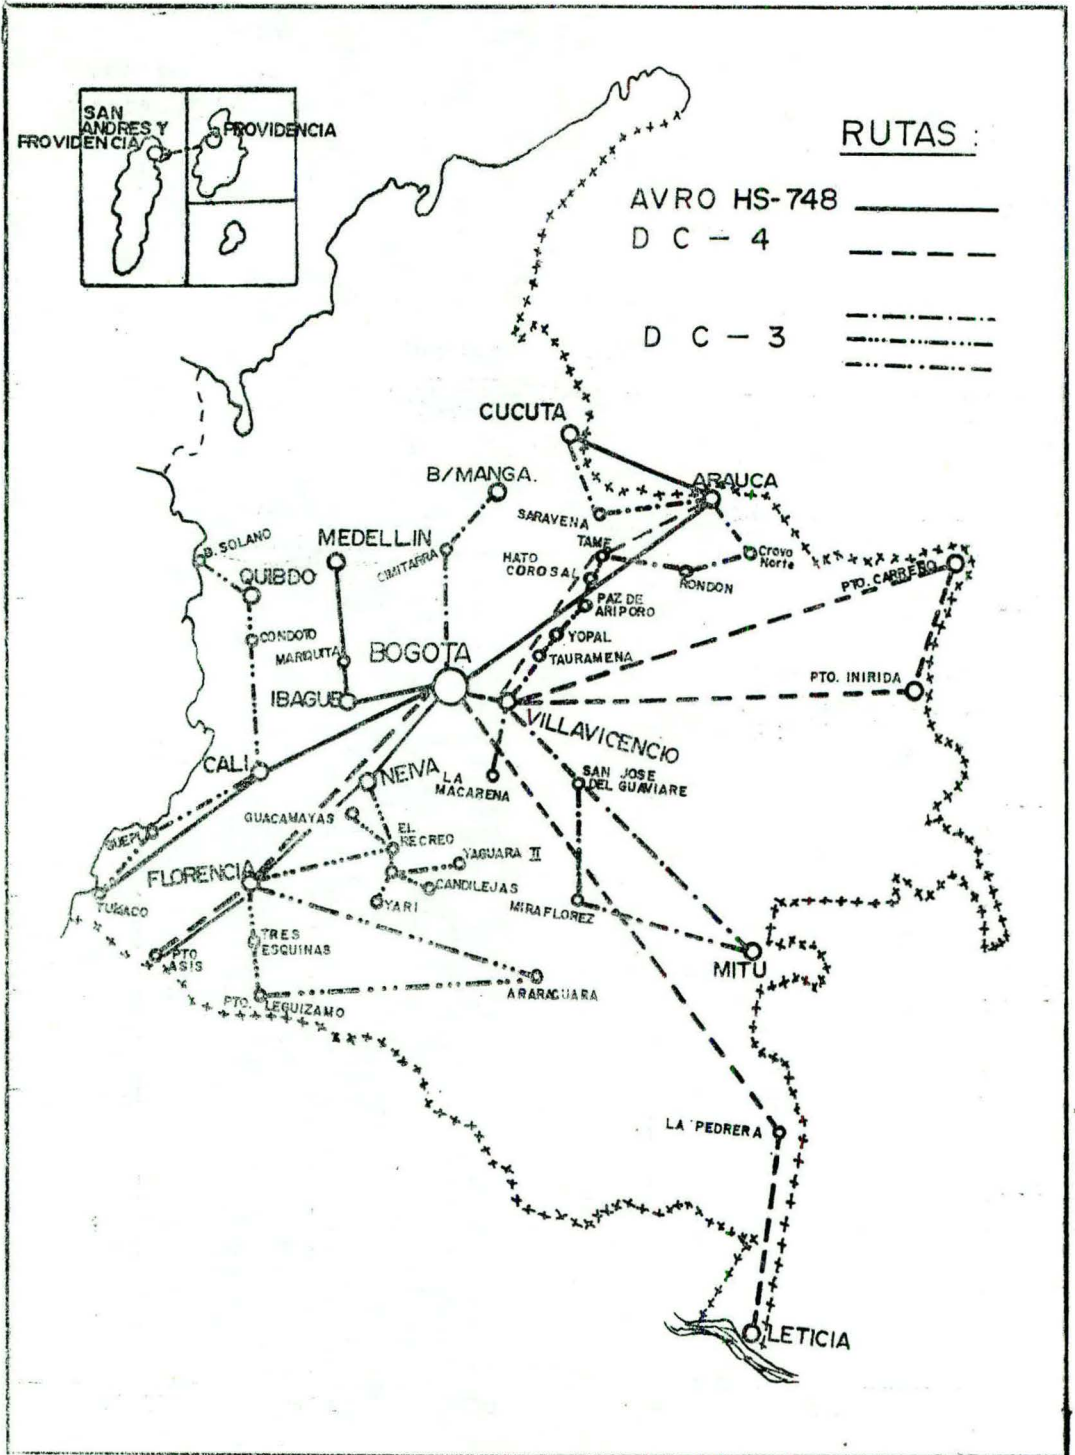 SAN
ANDRES Y
PROVIDENCIA
PROVIDENCIA
RUTAS :
AVRO HS-748
D C - 4
D C - 3
CUCUTA
B/MANGA.
ARAUCA
SARAVENA
MEDELLIN
CIMITARRA
TAME
HATO
COROSAL
Cravo
Norte
RONDON
B. SOLANO
QUIBDO
PTO. CARREÑO
PAZ DE
ARIPORO
CONDOTO
MARIQUITA
BOGOTA
YOPAL
TAURAMENA
IBAGUE
PTO. INIRIDA
VILLAVICENCIO
CALI
NEIVA
LA
MACARENA
SAN JOSE
DEL GUAVIARE
GUACAMAYAS
GUEPI
EL
RECREO
YAGUARA II
FLORENCIA
CANDILEJAS
YARI
MIRAFLOREZ
TUMACO
TRES
ESQUINAS
PTO
ASIS
MITU
ARARACUARA
PTO. LEGUIZAMO
LA PEDRERA
LETICIA